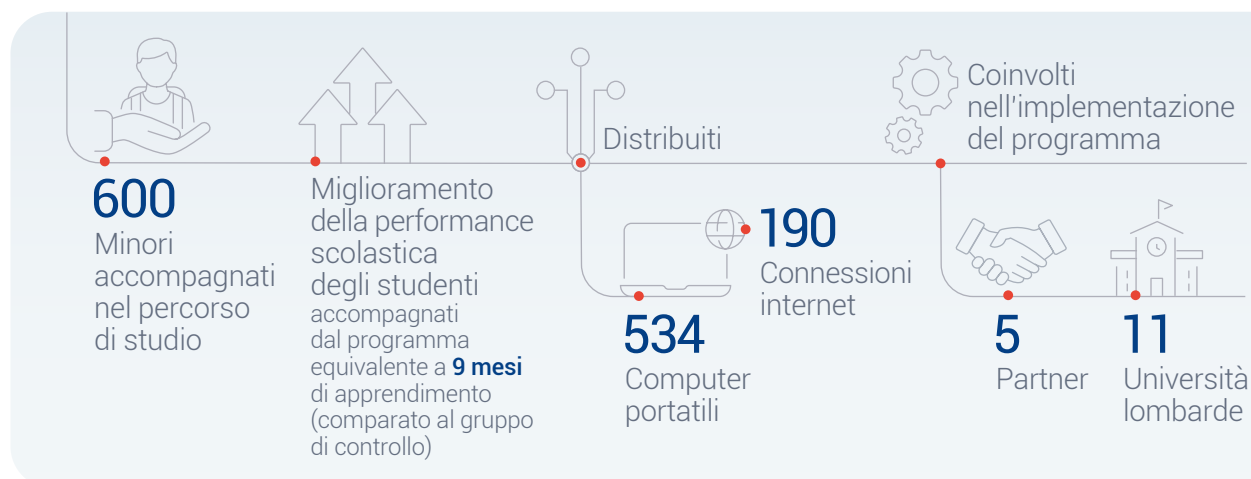 600
Minori
accompagnati
nel percorso
di studio
Miglioramento
della performance
scolastica
degli studenti
accompagnati
dal programma
equivalente a 9 mesi
di apprendimento
(comparato al gruppo
di controllo)
Distribuiti
190
Connessioni
internet
534
Computer
portatili
Coinvolti
nell'implementazione
del programma
5
Partner
11
Università
lombarde